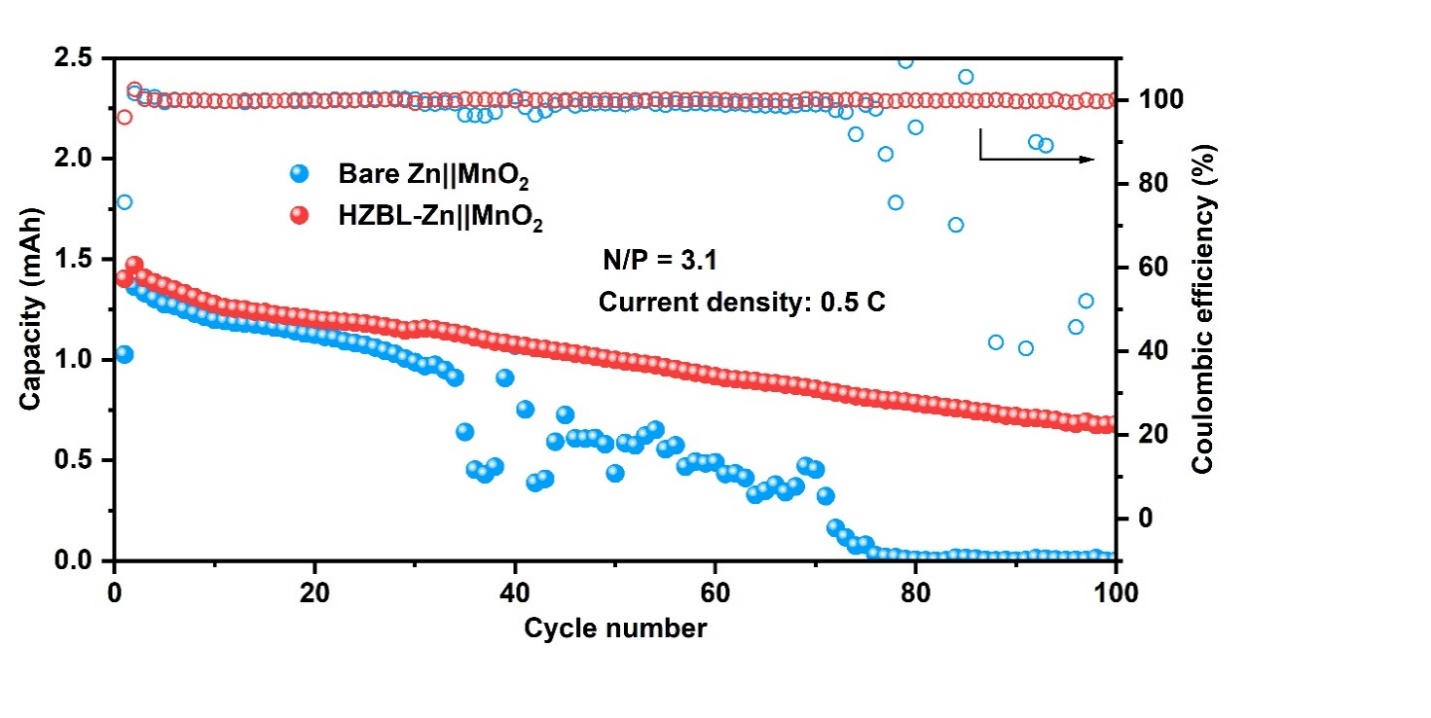 2.5
2.0
1.5
1.0
0.5
0.0
Capacity (mAh)
Bare Zn||MnO₂
HZBL-Zn||MnO₂
N/P = 3.1
Current density: 0.5 C
100
80
60
40
20
0
Coulombic efficiency (%)
0 20 40 60 80 100
Cycle number